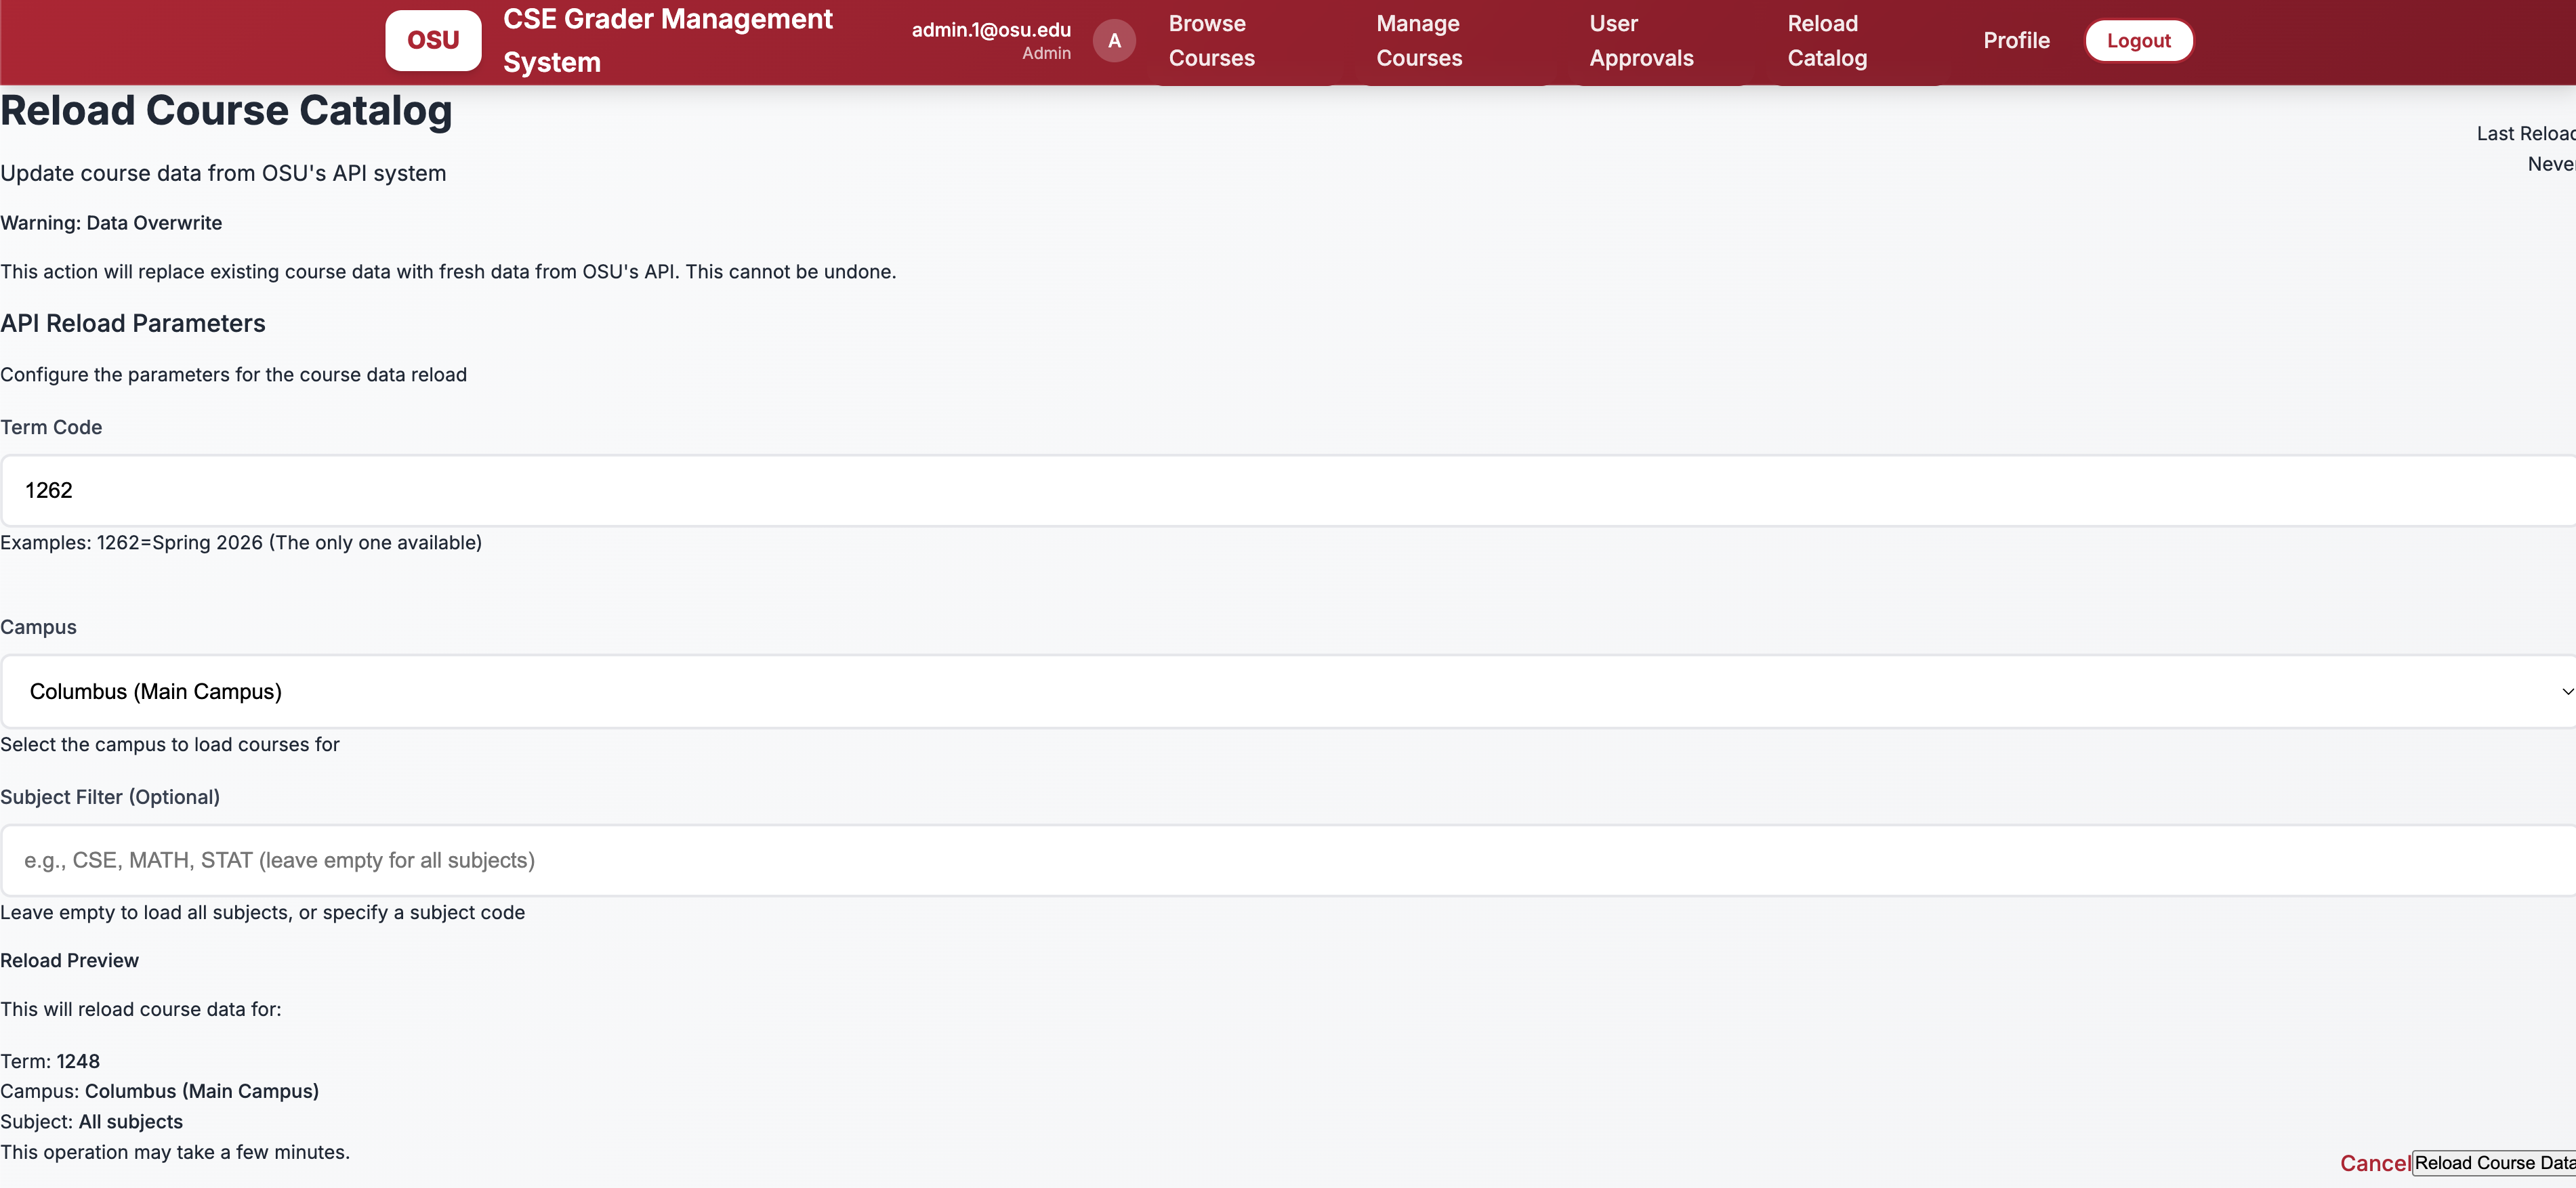 OSU
CSE Grader Management
System
admin.1@osu.edu
Admin
A
Browse
Courses
Manage
Courses
User
Approvals
Reload
Catalog
Profile
Logout
Reload Course Catalog
Last Reload
Never
Update course data from OSU's API system
Warning: Data Overwrite
This action will replace existing course data with fresh data from OSU's API. This cannot be undone.
API Reload Parameters
Configure the parameters for the course data reload
Term Code
1262
Examples: 1262=Spring 2026 (The only one available)
Campus
Columbus (Main Campus)
Select the campus to load courses for
Subject Filter (Optional)
e.g., CSE, MATH, STAT (leave empty for all subjects)
Leave empty to load all subjects, or specify a subject code
Reload Preview
This will reload course data for:
Term: 1248
Campus: Columbus (Main Campus)
Subject: All subjects
This operation may take a few minutes.
Cancel
Reload Course Data